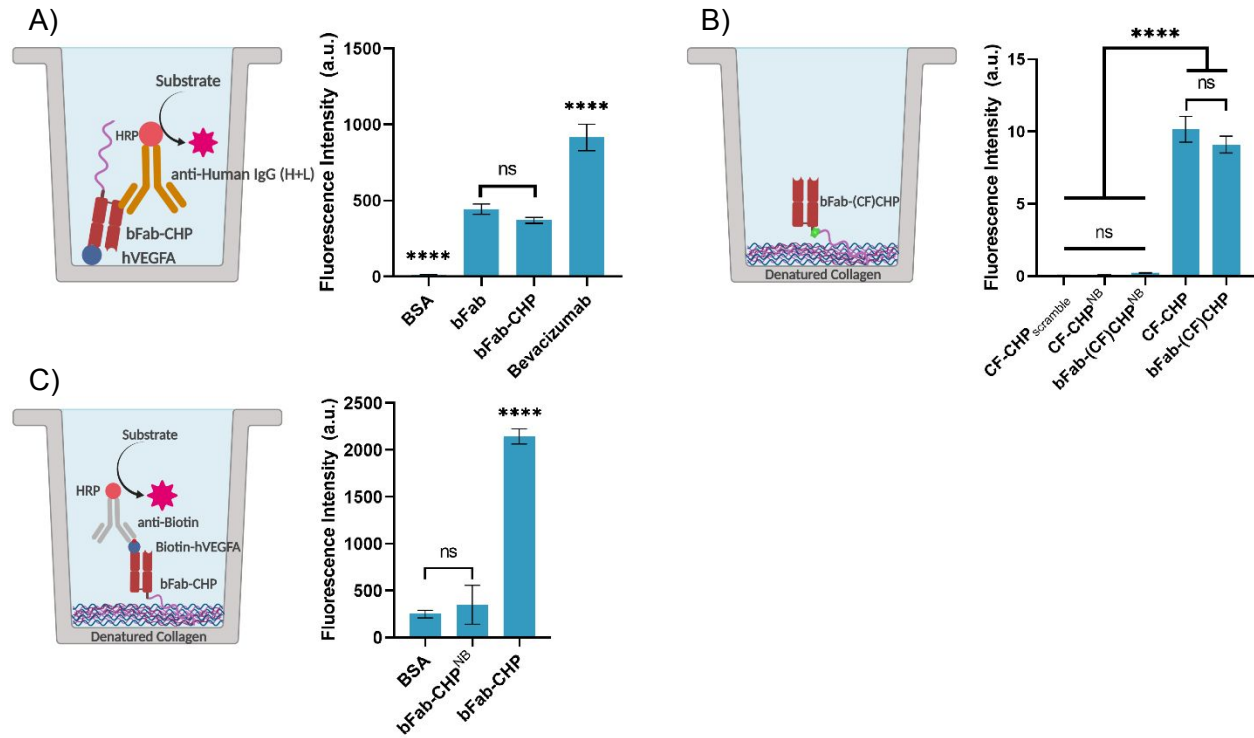 A)
Substrate
HRP
anti-Human IgG (H+L)
bFab-CHP
hVEGFA
Fluorescence Intensity (a.u.)
1500
1000
500
0
****
ns
****
BSA
bFab
bFab-CHP
Bevacizumab
B)
bFab-(CF)CHP
Denatured Collagen
Fluorescence Intensity (a.u.)
15
10
5
0
****
ns
ns
CF-CHPscramble
CF-CHPNB
bFab-(CF)CHPNB
CF-CHP
bFab-(CF)CHP
C)
Substrate
HRP
anti-Biotin
Biotin-hVEGFA
bFab-CHP
Denatured Collagen
Fluorescence Intensity (a.u.)
2500
2000
1500
1000
500
0
ns
****
BSA
bFab-CHPNB
bFab-CHP